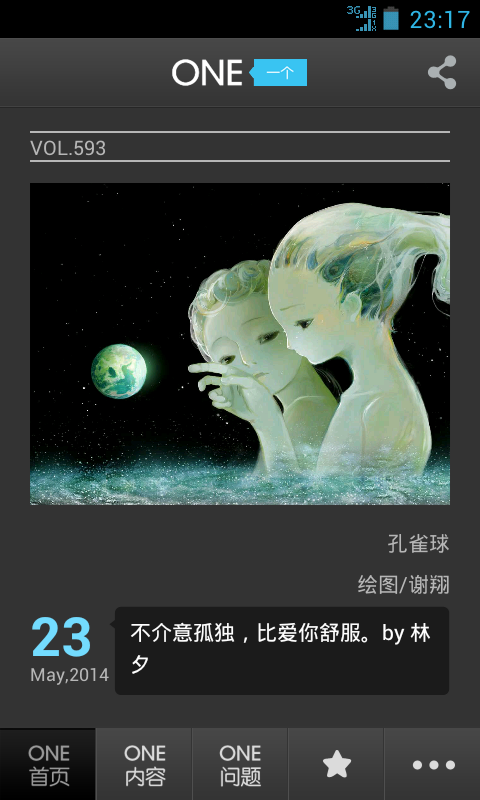 3G 23:17
ONE 一个
VOL.593
孔雀球
绘图/谢翔
23
May,2014
不介意孤独，比爱你舒服。by 林
夕
ONE
首页
ONE
内容
ONE
问题